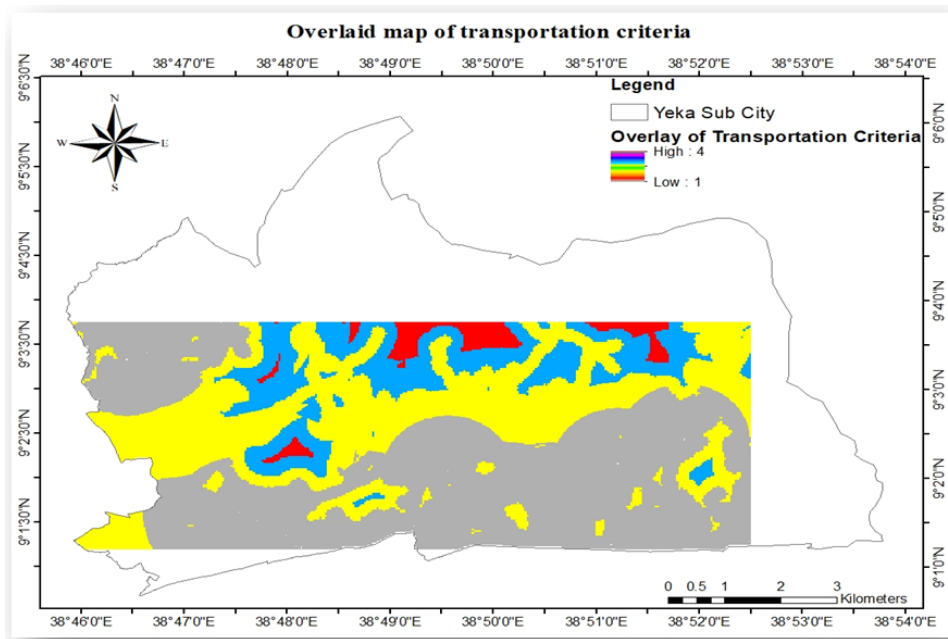 Overlaid map of transportation criteria
38°46'0"E 38°47'0"E 38°48'0"E 38°49'0"E 38°50'0"E 38°51'0"E 38°52'0"E 38°53'0"E 38°54'0"E
N
W E
S
Legend
Yeka Sub City
Overlay of Transportation Criteria
High : 4
Low : 1
9°6'30"N
9°5'30"N
9°4'30"N
9°3'30"N
9°2'30"N
9°1'30"N
9°6'0"N
9°5'0"N
9°4'0"N
9°3'0"N
9°2'0"N
9°1'0"N
0 0.5 1 2 3
Kilometers
38°46'0"E 38°47'0"E 38°48'0"E 38°49'0"E 38°50'0"E 38°51'0"E 38°52'0"E 38°53'0"E 38°54'0"E